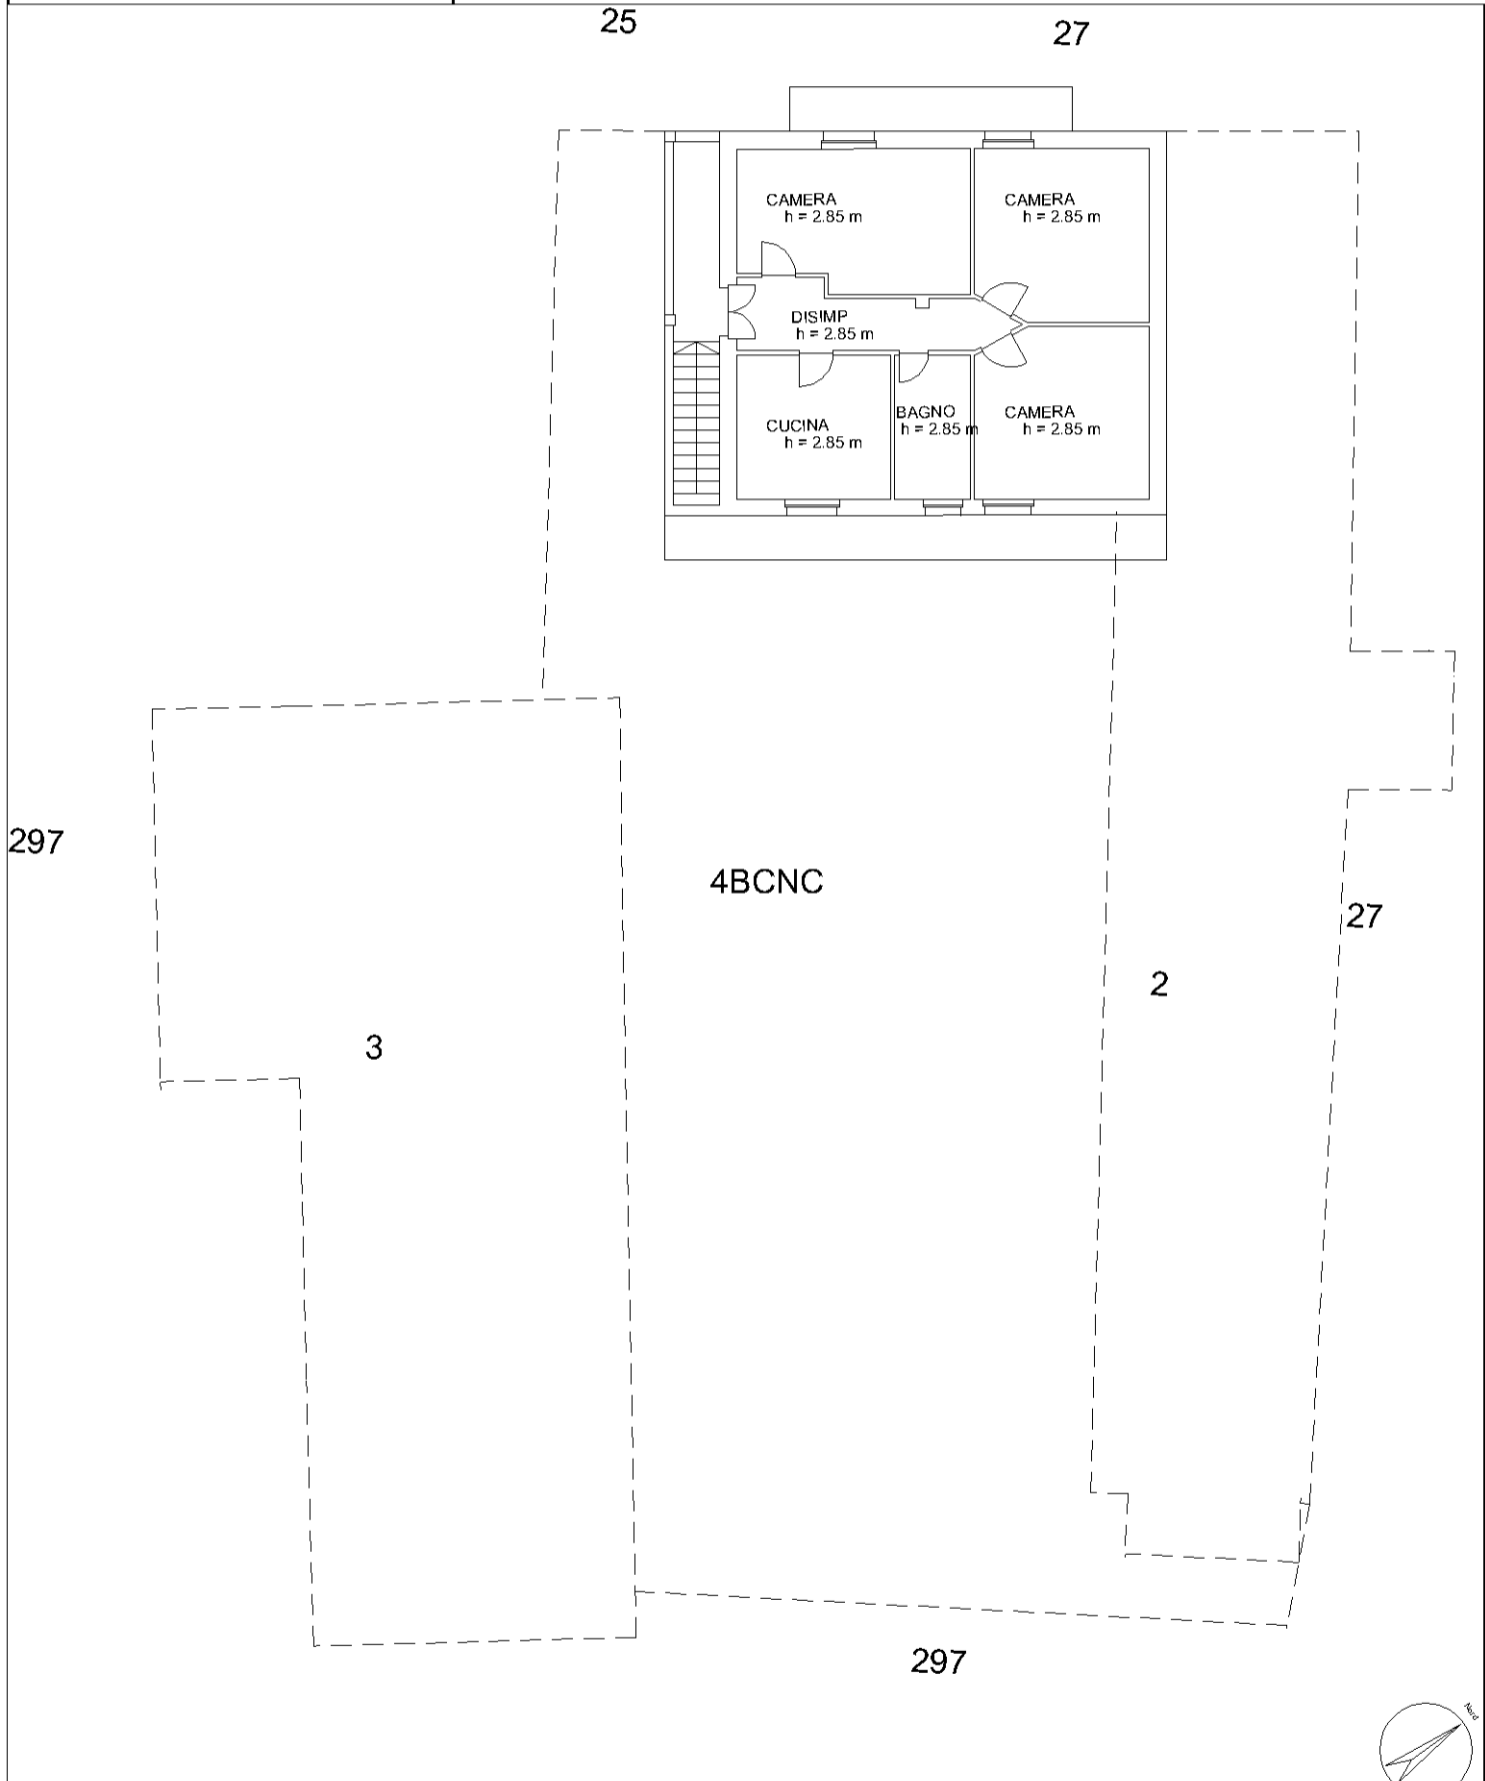 25
27
CAMERA
h = 2.85 m
CAMERA
h = 2.85 m
DISIMP
h = 2.85 m
CUCINA
h = 2.85 m
BAGNO
h = 2.85 m
CAMERA
h = 2.85 m
297
4BCNC
27
2
3
297
Nord